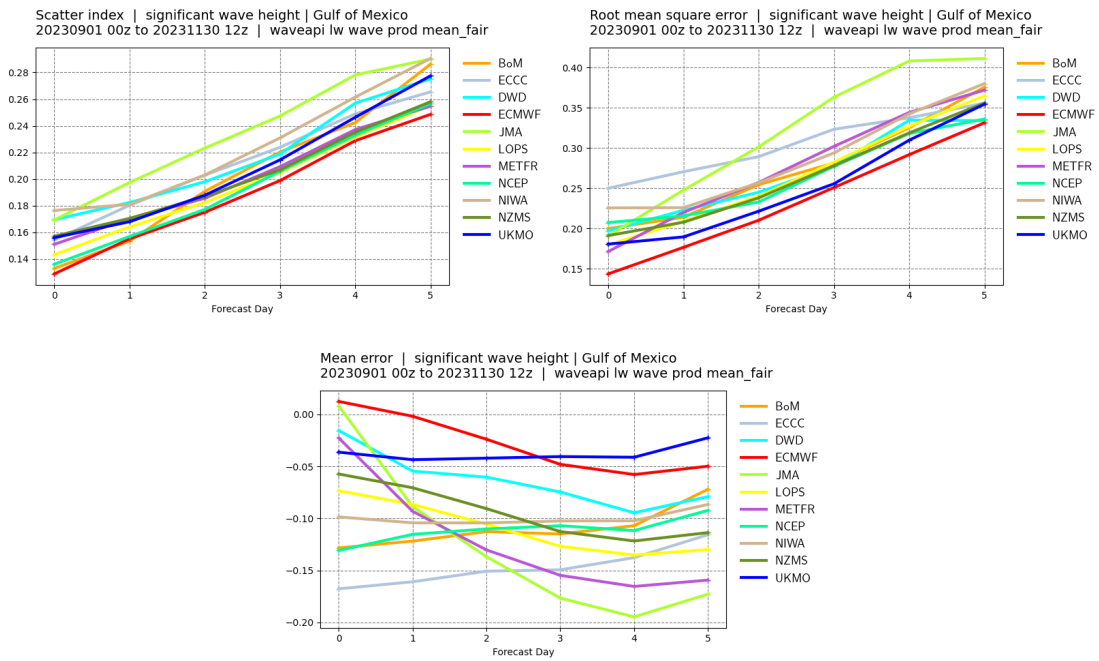 Scatter index | significant wave height | Gulf of Mexico
20230901 00z to 20231130 12z | waveapi lw wave prod mean_fair
0.28
0.26
0.24
0.22
0.20
0.18
0.16
0.14
0 1 2 3 4 5
Forecast Day
BoM
ECCC
DWD
ECMWF
JMA
LOPS
METFR
NCEP
NIWA
NZMS
UKMO
Root mean square error | significant wave height | Gulf of Mexico
20230901 00z to 20231130 12z | waveapi lw wave prod mean_fair
0.40
0.35
0.30
0.25
0.20
0.15
0 1 2 3 4 5
Forecast Day
BoM
ECCC
DWD
ECMWF
JMA
LOPS
METFR
NCEP
NIWA
NZMS
UKMO
Mean error | significant wave height | Gulf of Mexico
20230901 00z to 20231130 12z | waveapi lw wave prod mean_fair
0.00
−0.05
−0.10
−0.15
−0.20
0 1 2 3 4 5
Forecast Day
BoM
ECCC
DWD
ECMWF
JMA
LOPS
METFR
NCEP
NIWA
NZMS
UKMO